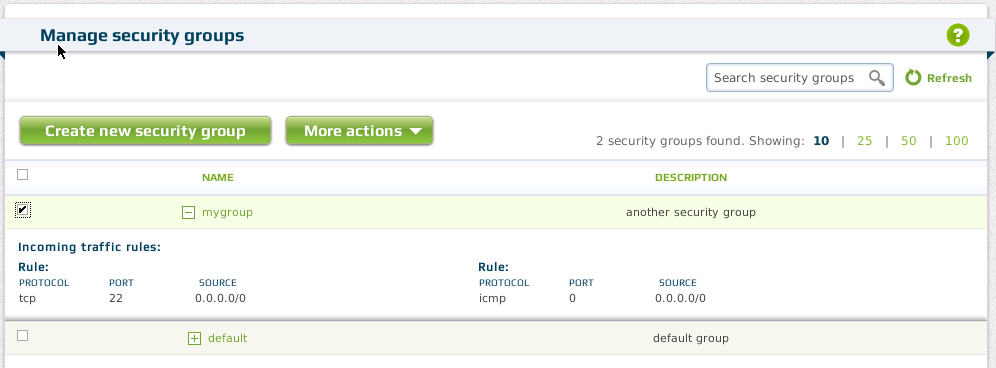 Manage security groups
?
Search security groups
Refresh
Create new security group
More actions
2 security groups found. Showing: 10 | 25 | 50 | 100
NAME DESCRIPTION
mygroup another security group
Incoming traffic rules:
Rule: Rule:
PROTOCOL PORT SOURCE PROTOCOL PORT SOURCE
tcp 22 0.0.0.0/0 icmp 0 0.0.0.0/0
default default group